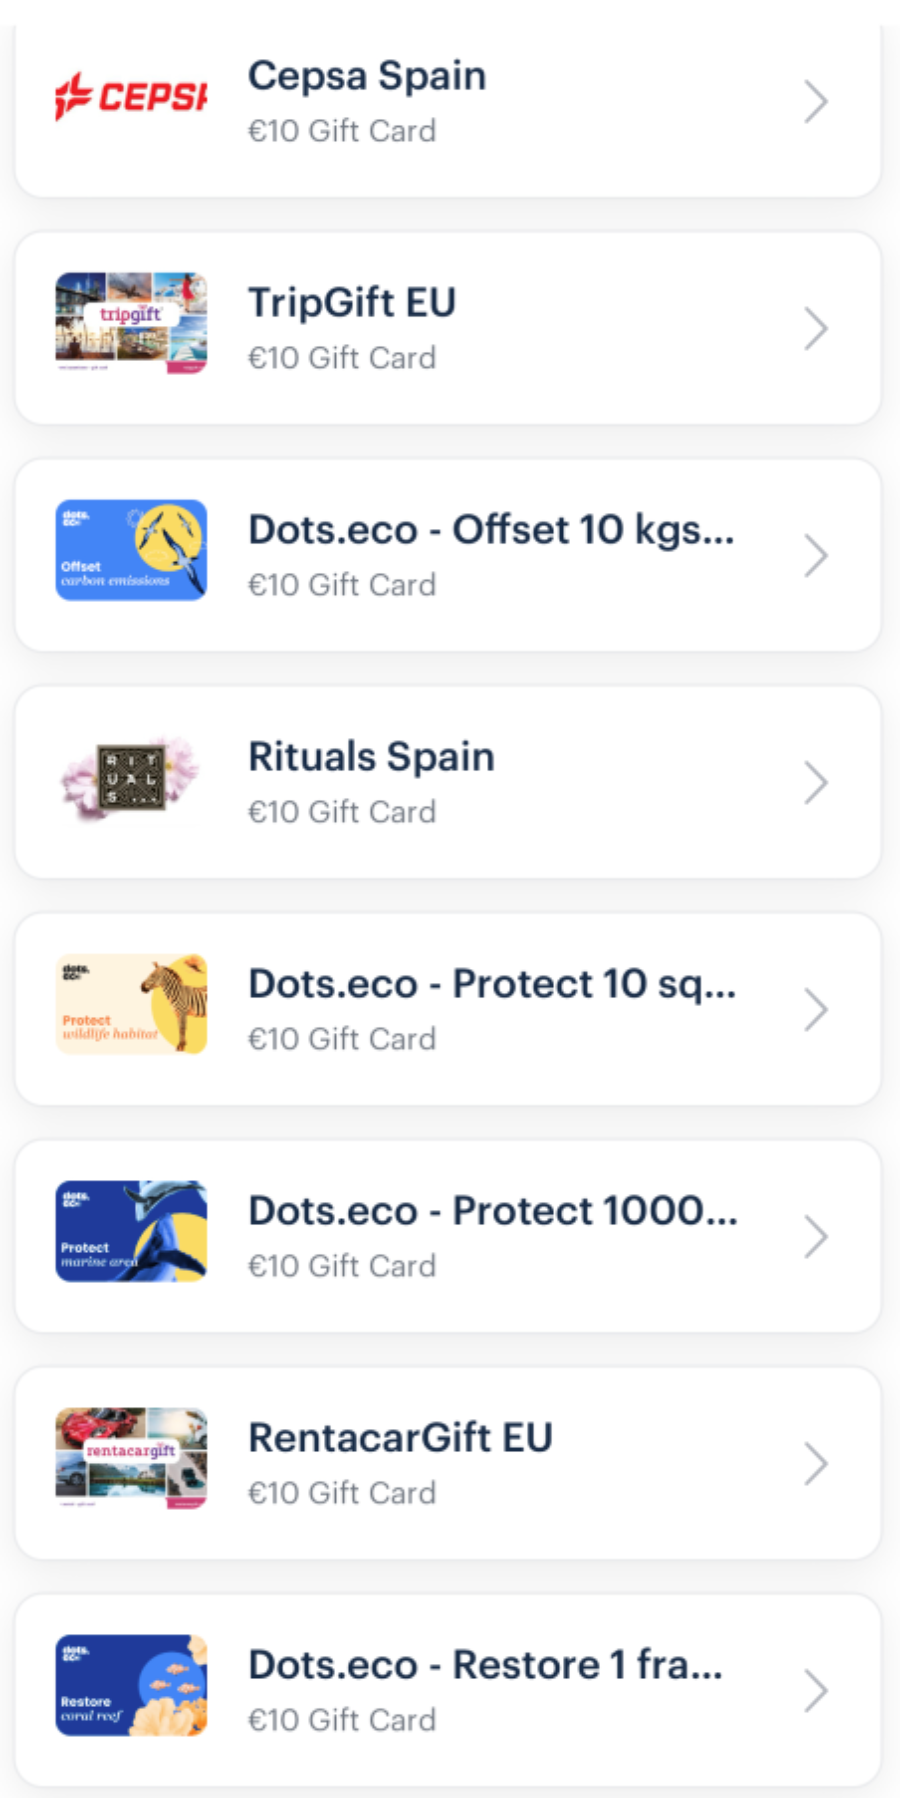 CEPSA
Cepsa Spain
€10 Gift Card
tripgift
TripGift EU
€10 Gift Card
dots.
eco
Offset
carbon emissions
Dots.eco - Offset 10 kgs...
€10 Gift Card
RIT
UAL
S...
Rituals Spain
€10 Gift Card
dots.
eco
Protect
wildlife habitat
Dots.eco - Protect 10 sq...
€10 Gift Card
dots.
eco
Protect
marine area
Dots.eco - Protect 1000...
€10 Gift Card
rentacargift
RentacarGift EU
€10 Gift Card
dots.
eco
Restore
coral reef
Dots.eco - Restore 1 fra...
€10 Gift Card